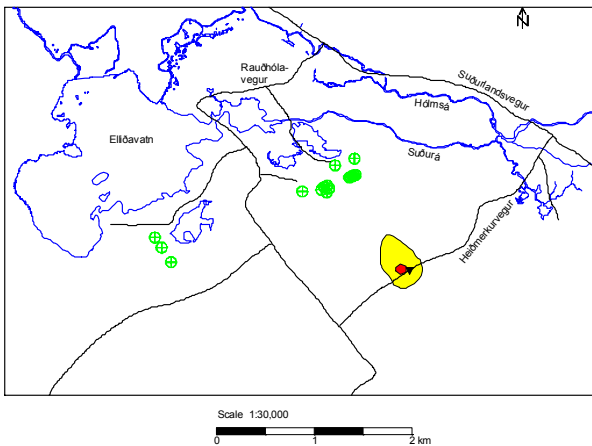 N
Rauðhóla-
vegur
Suðurlandsvegur
Hólmsá
Elliðavatn
Suðurá
Heiðmerkurvegur
Scale 1:30,000
0 1 2 km